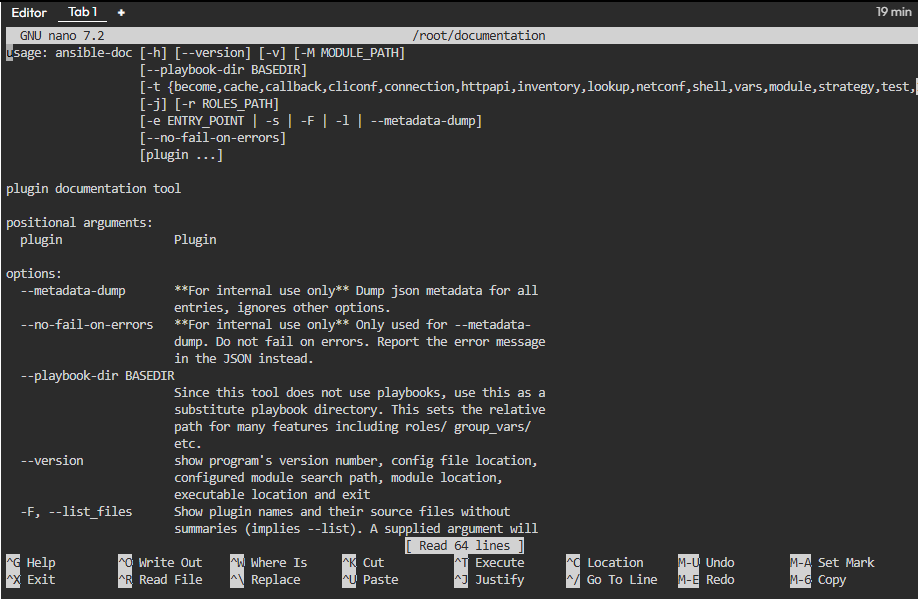 Editor Tab 1 + 19 min
GNU nano 7.2 /root/documentation
usage: ansible-doc [-h] [--version] [-v] [-M MODULE_PATH]
[--playbook-dir BASEDIR]
[-t {become,cache,callback,cliconf,connection,httpapi,inventory,lookup,netconf,shell,vars,module,strategy,test,
[-j] [-r ROLES_PATH]
[-e ENTRY_POINT | -s | -F | -l | --metadata-dump]
[--no-fail-on-errors]
[plugin ...]
plugin documentation tool
positional arguments:
plugin Plugin
options:
--metadata-dump **For internal use only** Dump json metadata for all
entries, ignores other options.
--no-fail-on-errors **For internal use only** Only used for --metadata-
dump. Do not fail on errors. Report the error message
in the JSON instead.
--playbook-dir BASEDIR
Since this tool does not use playbooks, use this as a
substitute playbook directory. This sets the relative
path for many features including roles/ group_vars/
etc.
--version show program's version number, config file location,
configured module search path, module location,
executable location and exit
-F, --list_files Show plugin names and their source files without
summaries (implies --list). A supplied argument will
[ Read 64 lines ]
^G Help ^O Write Out ^W Where Is ^K Cut ^T Execute ^C Location M-U Undo M-A Set Mark
^X Exit ^R Read File ^\ Replace ^U Paste ^J Justify ^/ Go To Line M-E Redo M-6 Copy